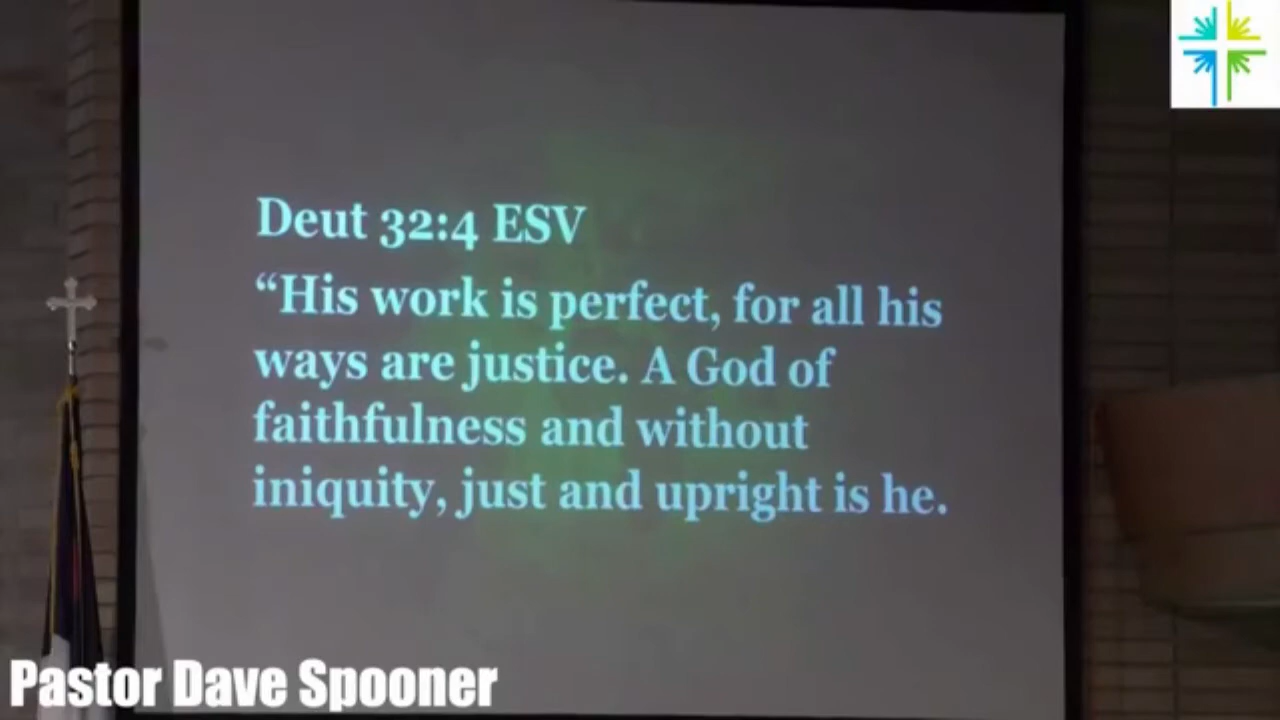 Deut 32:4 ESV
“His work is perfect, for all his
ways are justice. A God of
faithfulness and without
iniquity, just and upright is he.
Pastor Dave Spooner